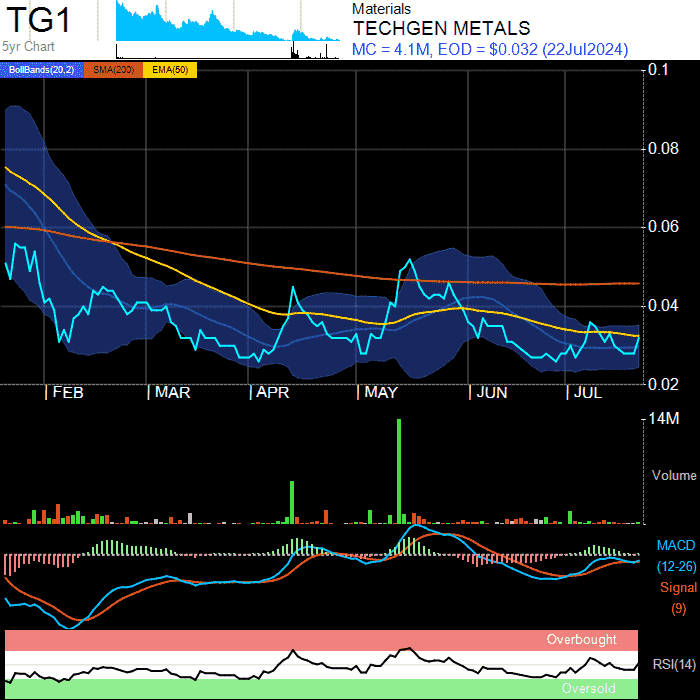 TG1
5yr Chart
Materials
TECHGEN METALS
MC = 4.1M, EOD = $0.032 (22Jul2024)
BollBands(20,2) SMA(200) EMA(50)
0.1
0.08
0.06
0.04
0.02
FEB MAR APR MAY JUN JUL
14M
Volume
MACD
(12-26)
Signal
(9)
Overbought
RSI(14)
Oversold